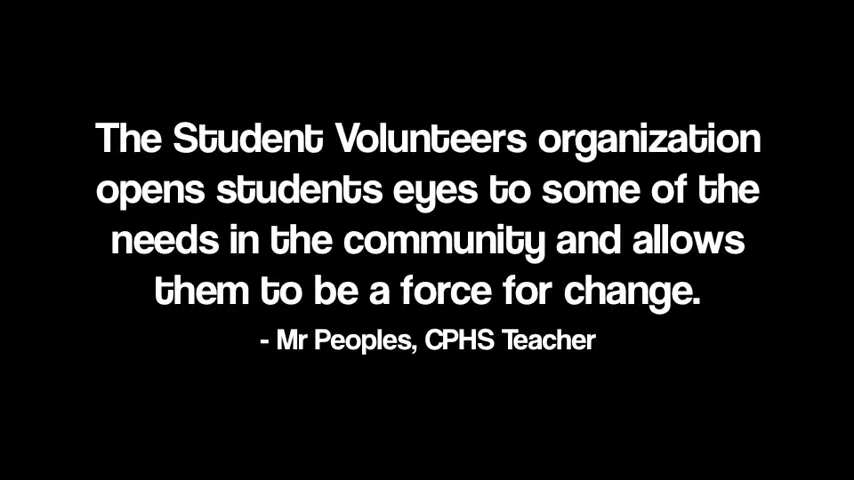 The Student Volunteers organization
opens students eyes to some of the
needs in the community and allows
them to be a force for change.
- Mr Peoples, CPHS Teacher